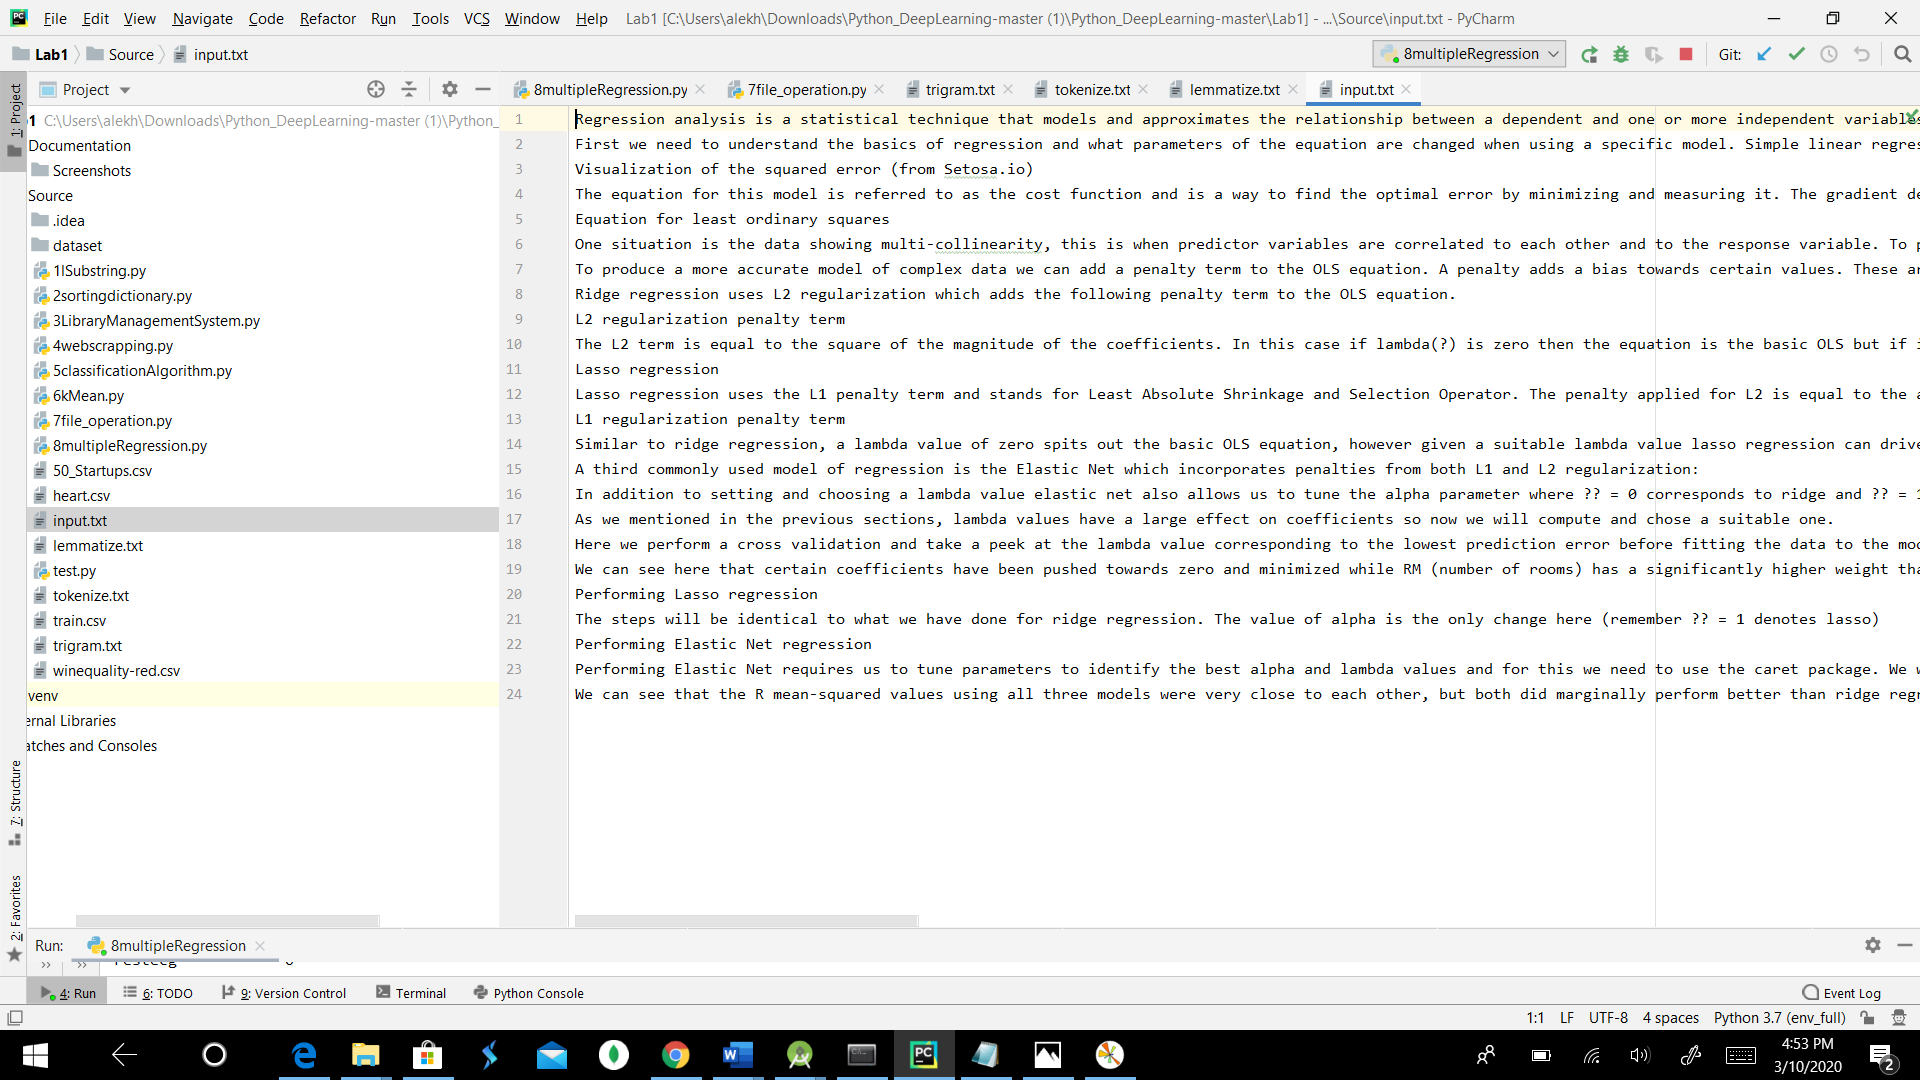 File Edit View Navigate Code Refactor Run Tools VCS Window Help Lab1 [C:\Users\alekh\Downloads\Python_DeepLearning-master (1)\Python_DeepLearning-master\Lab1] - ...\Source\input.txt - PyCharm
Lab1 Source input.txt 8multipleRegression Git:
Project 8multipleRegression.py 7file_operation.py trigram.txt tokenize.txt lemmatize.txt input.txt
1: Project
1 C:\Users\alekh\Downloads\Python_DeepLearning-master (1)\Python_
Documentation
Screenshots
Source
.idea
dataset
1lSubstring.py
2sortingdictionary.py
3LibraryManagementSystem.py
4webscrapping.py
5classificationAlgorithm.py
6kMean.py
7file_operation.py
8multipleRegression.py
50_Startups.csv
heart.csv
input.txt
lemmatize.txt
test.py
tokenize.txt
train.csv
trigram.txt
winequality-red.csv
venv
ernal Libraries
atches and Consoles
7: Structure
2: Favorites
1 Regression analysis is a statistical technique that models and approximates the relationship between a dependent and one or more independent variables
2 First we need to understand the basics of regression and what parameters of the equation are changed when using a specific model. Simple linear regres
3 Visualization of the squared error (from Setosa.io)
4 The equation for this model is referred to as the cost function and is a way to find the optimal error by minimizing and measuring it. The gradient de
5 Equation for least ordinary squares
6 One situation is the data showing multi-collinearity, this is when predictor variables are correlated to each other and to the response variable. To p
7 To produce a more accurate model of complex data we can add a penalty term to the OLS equation. A penalty adds a bias towards certain values. These ar
8 Ridge regression uses L2 regularization which adds the following penalty term to the OLS equation.
9 L2 regularization penalty term
10 The L2 term is equal to the square of the magnitude of the coefficients. In this case if lambda(?) is zero then the equation is the basic OLS but if i
11 Lasso regression
12 Lasso regression uses the L1 penalty term and stands for Least Absolute Shrinkage and Selection Operator. The penalty applied for L2 is equal to the a
13 L1 regularization penalty term
14 Similar to ridge regression, a lambda value of zero spits out the basic OLS equation, however given a suitable lambda value lasso regression can drive
15 A third commonly used model of regression is the Elastic Net which incorporates penalties from both L1 and L2 regularization:
16 In addition to setting and choosing a lambda value elastic net also allows us to tune the alpha parameter where ?? = 0 corresponds to ridge and ?? = 1
17 As we mentioned in the previous sections, lambda values have a large effect on coefficients so now we will compute and chose a suitable one.
18 Here we perform a cross validation and take a peek at the lambda value corresponding to the lowest prediction error before fitting the data to the mod
19 We can see here that certain coefficients have been pushed towards zero and minimized while RM (number of rooms) has a significantly higher weight tha
20 Performing Lasso regression
21 The steps will be identical to what we have done for ridge regression. The value of alpha is the only change here (remember ?? = 1 denotes lasso)
22 Performing Elastic Net regression
23 Performing Elastic Net requires us to tune parameters to identify the best alpha and lambda values and for this we need to use the caret package. We w
24 We can see that the R mean-squared values using all three models were very close to each other, but both did marginally perform better than ridge regr
Run: 8multipleRegression
4: Run 6: TODO 9: Version Control Terminal Python Console Event Log
1:1 LF UTF-8 4 spaces Python 3.7 (env_full)
4:53 PM
3/10/2020
2